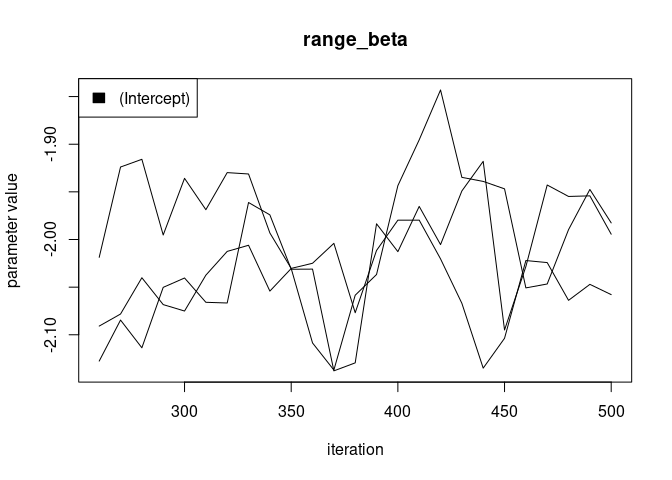 range_beta
(Intercept)
parameter value
-1.90
-2.00
-2.10
300 350 400 450 500
iteration